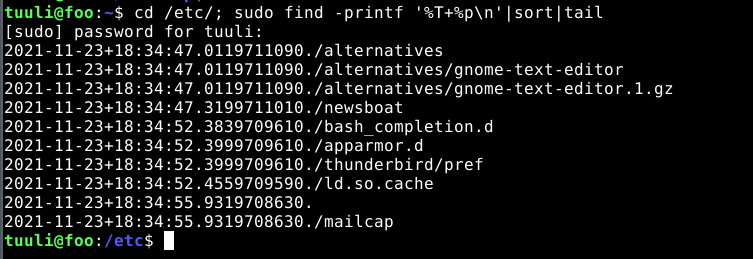 tuuli@foo:~$ cd /etc/; sudo find -printf '%T+%p\n'|sort|tail
[sudo] password for tuuli:
2021-11-23+18:34:47.0119711090./alternatives
2021-11-23+18:34:47.0119711090./alternatives/gnome-text-editor
2021-11-23+18:34:47.0119711090./alternatives/gnome-text-editor.1.gz
2021-11-23+18:34:47.3199711010./newsboat
2021-11-23+18:34:52.3839709610./bash_completion.d
2021-11-23+18:34:52.3999709610./apparmor.d
2021-11-23+18:34:52.3999709610./thunderbird/pref
2021-11-23+18:34:52.4559709590./ld.so.cache
2021-11-23+18:34:55.9319708630.
2021-11-23+18:34:55.9319708630./mailcap
tuuli@foo:/etc$